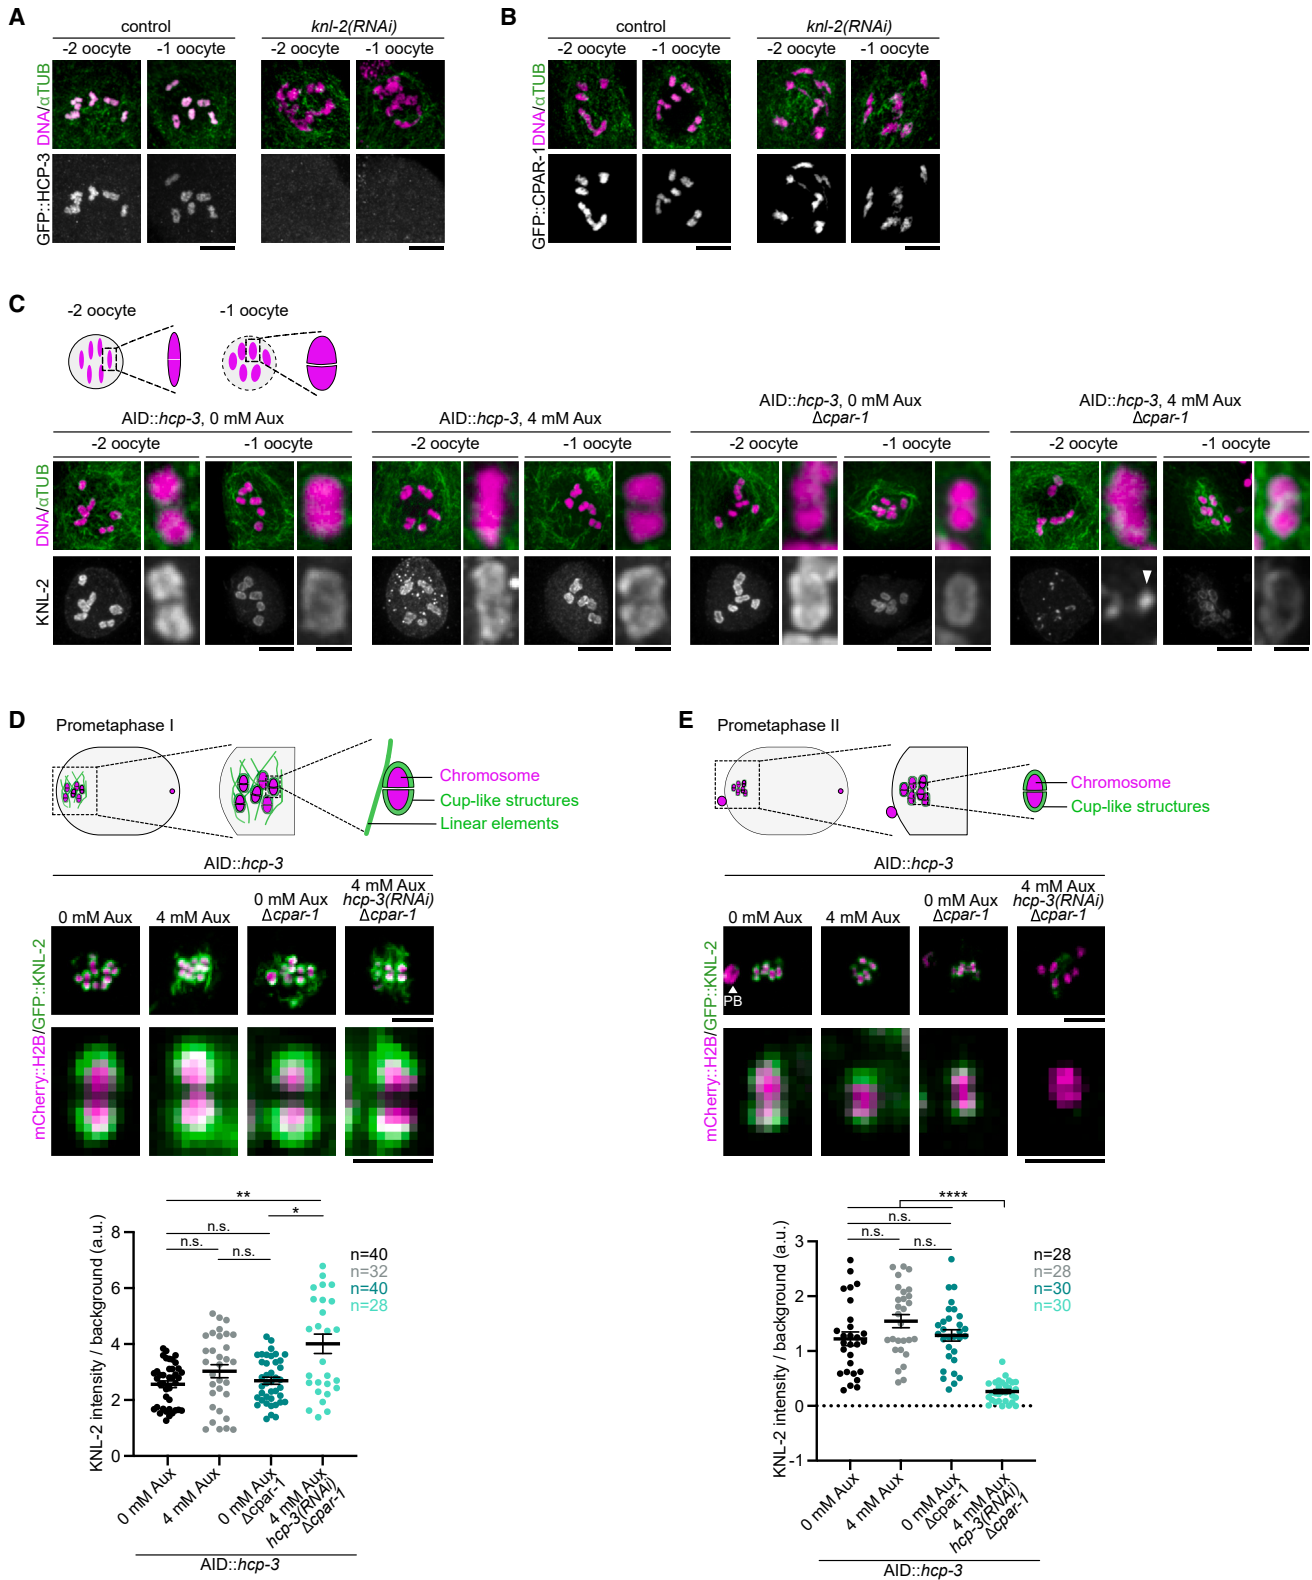 A
control
knl-2(RNAi)
-2 oocyte
-1 oocyte
-2 oocyte
-1 oocyte
DNA/αTUB
GFP::HCP-3
B
control
knl-2(RNAi)
-2 oocyte
-1 oocyte
-2 oocyte
-1 oocyte
DNA/αTUB
GFP::CPAR-1
C
-2 oocyte
-1 oocyte
AID::hcp-3, 0 mM Aux
AID::hcp-3, 4 mM Aux
AID::hcp-3, 0 mM Aux
Δcpar-1
AID::hcp-3, 4 mM Aux
Δcpar-1
-2 oocyte
-1 oocyte
-2 oocyte
-1 oocyte
-2 oocyte
-1 oocyte
-2 oocyte
-1 oocyte
DNA/αTUB
KNL-2
D
Prometaphase I
Chromosome
Cup-like structures
Linear elements
AID::hcp-3
0 mM Aux
4 mM Aux
0 mM Aux
Δcpar-1
4 mM Aux
hcp-3(RNAi)
Δcpar-1
mCherry::H2B/GFP::KNL-2
**
*
n.s.
n.s.
n.s.
n=40
n=32
n=40
n=28
KNL-2 intensity / background (a.u.)
8
6
4
2
0
0 mM Aux
4 mM Aux
0 mM Aux
Δcpar-1
4 mM Aux
hcp-3(RNAi)
Δcpar-1
AID::hcp-3
E
Prometaphase II
Chromosome
Cup-like structures
AID::hcp-3
0 mM Aux
4 mM Aux
0 mM Aux
Δcpar-1
4 mM Aux
hcp-3(RNAi)
Δcpar-1
mCherry::H2B/GFP::KNL-2
PB
****
n.s.
n.s.
n.s.
n=28
n=28
n=30
n=30
KNL-2 intensity / background (a.u.)
3
2
1
0
-1
0 mM Aux
4 mM Aux
0 mM Aux
Δcpar-1
4 mM Aux
hcp-3(RNAi)
Δcpar-1
AID::hcp-3